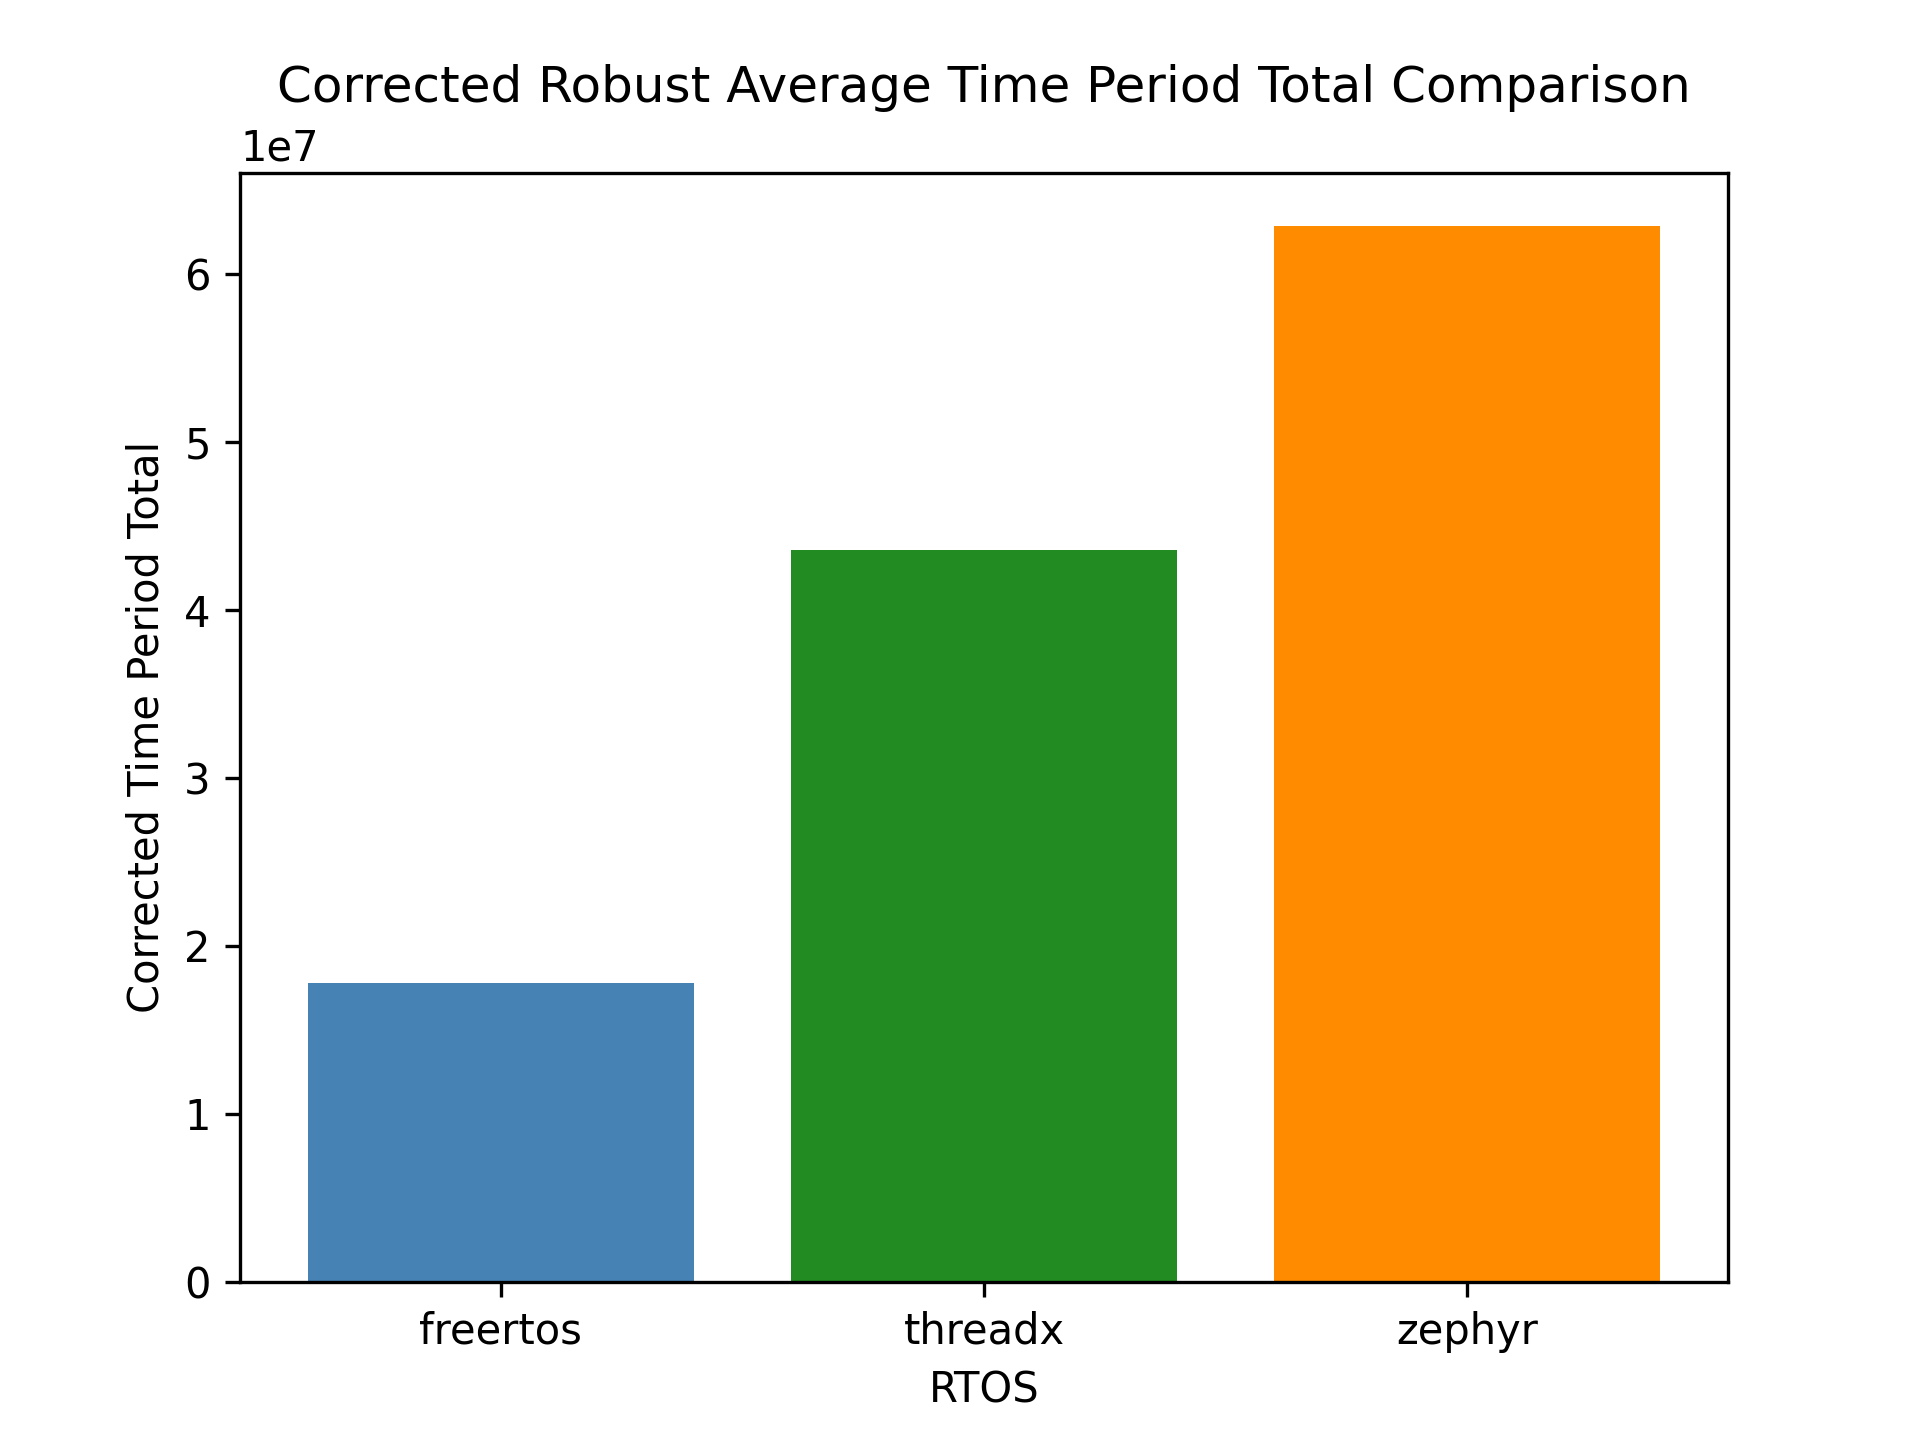 Corrected Robust Average Time Period Total Comparison
1e7
6
5
4
3
2
1
0
Corrected Time Period Total
freertos threadx zephyr
RTOS